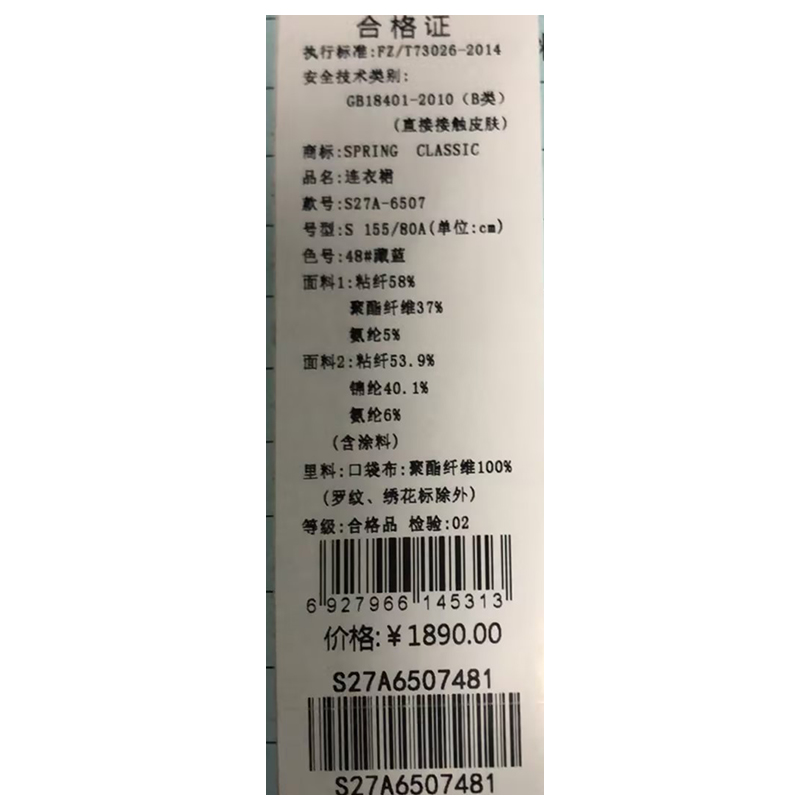 合格证
执行标准:FZ/T73026-2014
安全技术类别:
GB18401-2010（B类）
(直接接触皮肤)
商标:SPRING CLASSIC
品名:连衣裙
款号:S27A-6507
号型:S 155/80A(单位:cm)
色号:48#藏蓝
面料1:粘纤58%
聚酯纤维37%
氨纶5%
面料2:粘纤53.9%
锦纶40.1%
氨纶6%
(含涂料)
里料:口袋布:聚酯纤维100%
(罗纹、绣花标除外)
等级:合格品 检验:02
6 927966 145313
价格:￥1890.00
S27A6507481
S27A6507481